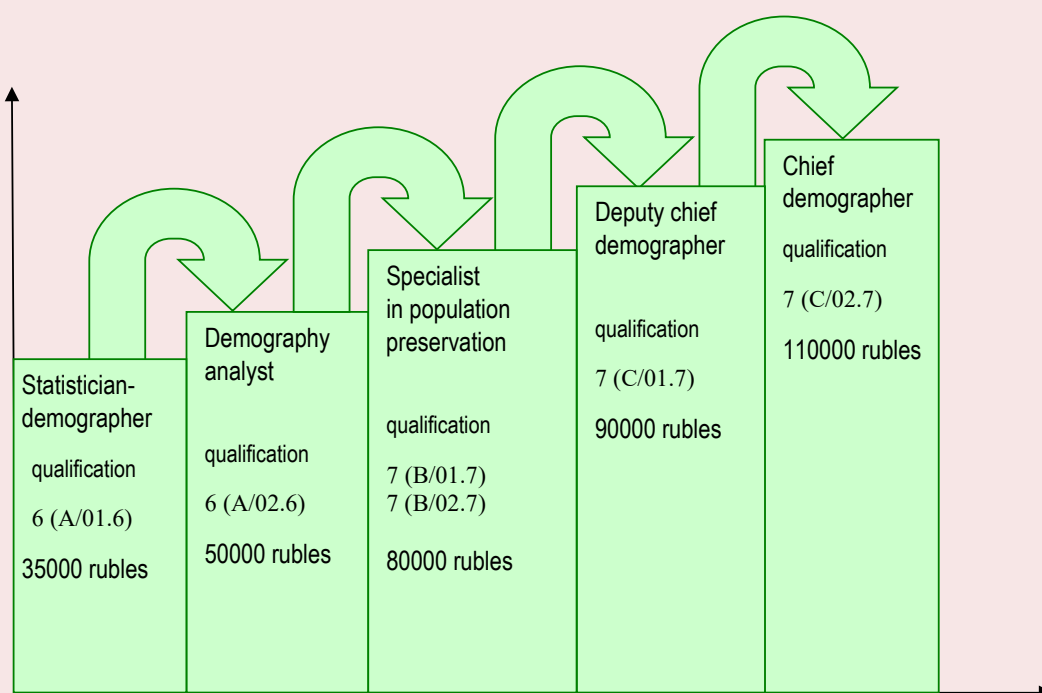 Statistician-
demographer
qualification
6 (A/01.6)
35000 rubles
Demography
analyst
qualification
6 (A/02.6)
50000 rubles
Specialist
in population
preservation
qualification
7 (B/01.7)
7 (B/02.7)
80000 rubles
Deputy chief
demographer
qualification
7 (C/01.7)
90000 rubles
Chief
demographer
qualification
7 (C/02.7)
110000 rubles